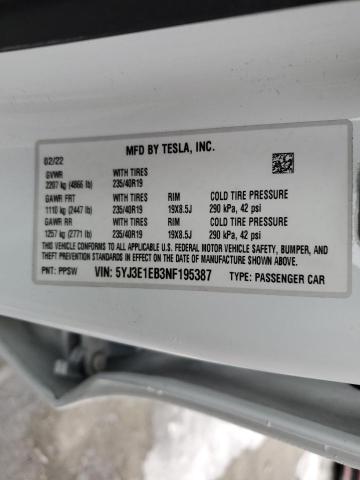 MFD BY TESLA, INC.
02/22
GVWR WITH TIRES
2207 kg (4866 lb) 235/40R19
GAWR FRT WITH TIRES RIM COLD TIRE PRESSURE
1110 kg (2447 lb) 235/40R19 19X8.5J 290 kPa, 42 psi
GAWR RR WITH TIRES RIM COLD TIRE PRESSURE
1257 kg (2771 lb) 235/40R19 19X8.5J 290 kPa, 42 psi
THIS VEHICLE CONFORMS TO ALL FEDERAL MOTOR VEHICLE SAFETY, BUMPER, AND
THEFT PREVENTION STANDARDS IN EFFECT ON THE DATE OF MANUFACTURE SHOWN ABOVE.
PNT: PPSW VIN: 5YJ3E1EB3NF195387 TYPE: PASSENGER CAR